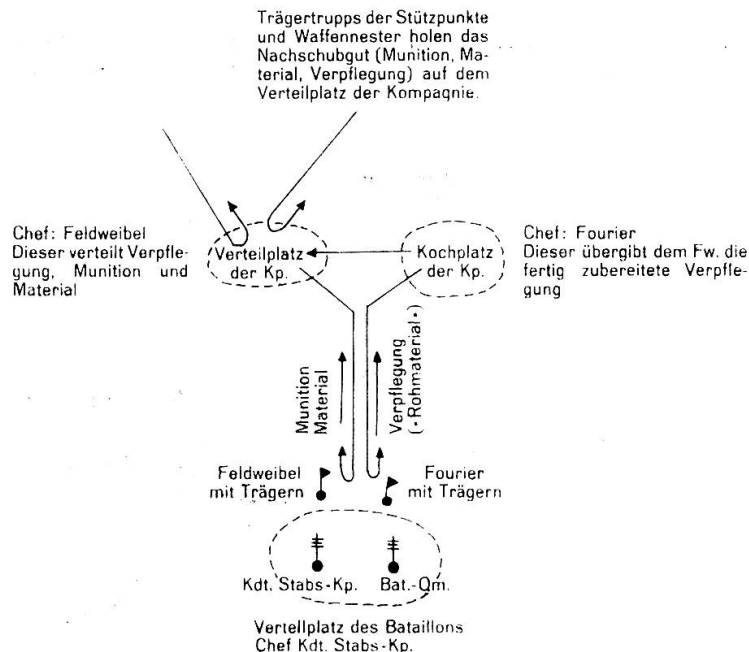 Trägertrupps der Stützpunkte
und Waffennester holen das
Nachschubgut (Munition, Ma-
terial, Verpflegung) auf dem
Verteilplatz der Kompagnie.
Chef: Feldweibel
Dieser verteilt Verpfle-
gung, Munition und
Material
Verteilplatz
der Kp.
Kochplatz
der Kp.
Chef: Fourier
Dieser übergibt dem Fw. die
fertig zubereitete Verpfle-
gung
Munition
Material
Verpflegung
(·Rohmaterial·)
Feldweibel
mit Trägern
Fourier
mit Trägern
Kdt. Stabs-Kp.
Bat.-Qm.
Verteilplatz des Bataillons
Chef Kdt. Stabs-Kp.